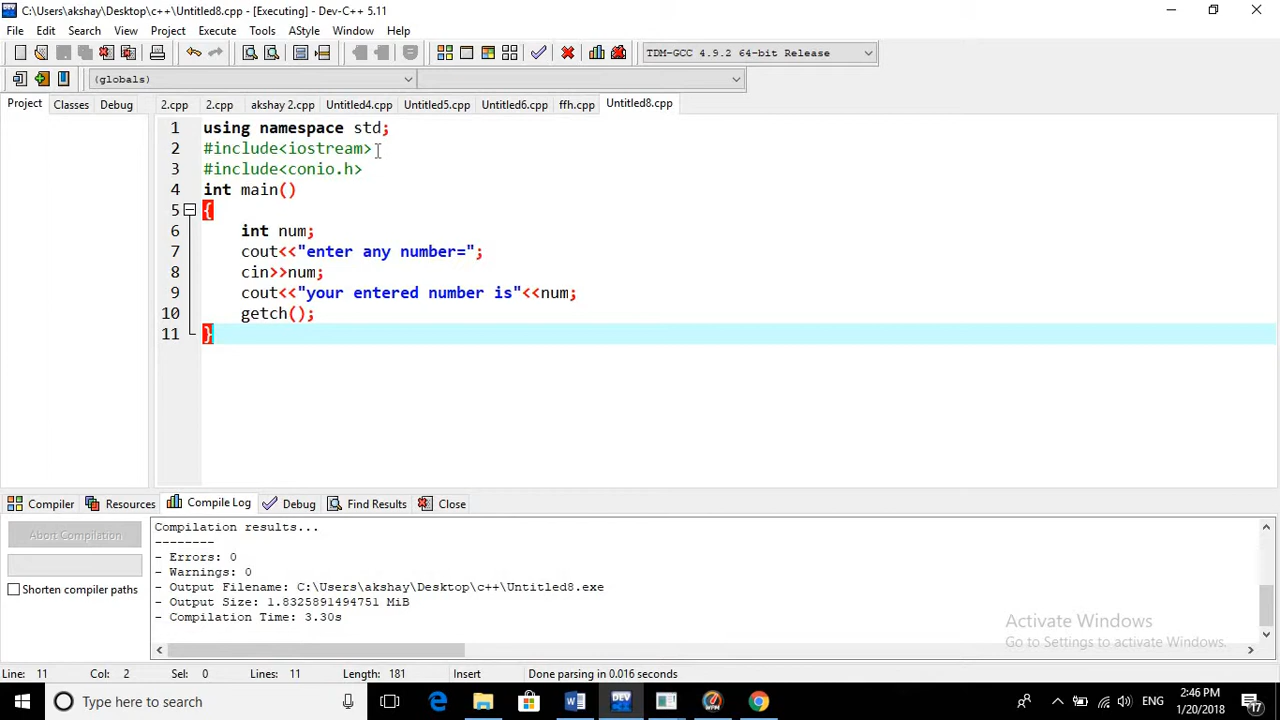 C:\Users\akshay\Desktop\c++\Untitled8.cpp - [Executing] - Dev-C++ 5.11
File Edit Search View Project Execute Tools AStyle Window Help
TDM-GCC 4.9.2 64-bit Release
(globals)
Project Classes Debug 2.cpp 2.cpp akshay 2.cpp Untitled4.cpp Untitled5.cpp Untitled6.cpp ffh.cpp Untitled8.cpp
1 using namespace std;
2 #include<iostream>
3 #include<conio.h>
4 int main()
5 {
6 int num;
7 cout<<"enter any number=";
8 cin>>num;
9 cout<<"your entered number is"<<num;
10 getch();
11 }
Compiler Resources Compile Log Debug Find Results Close
Abort Compilation
Shorten compiler paths
Compilation results...
--------
- Errors: 0
- Warnings: 0
- Output Filename: C:\Users\akshay\Desktop\c++\Untitled8.exe
- Output Size: 1.8325891494751 MiB
- Compilation Time: 3.30s
Activate Windows
Go to Settings to activate Windows.
Line: 11 Col: 2 Sel: 0 Lines: 11 Length: 181 Insert Done parsing in 0.016 seconds
Type here to search
DEV
WPM
ENG
2:46 PM
1/20/2018
17